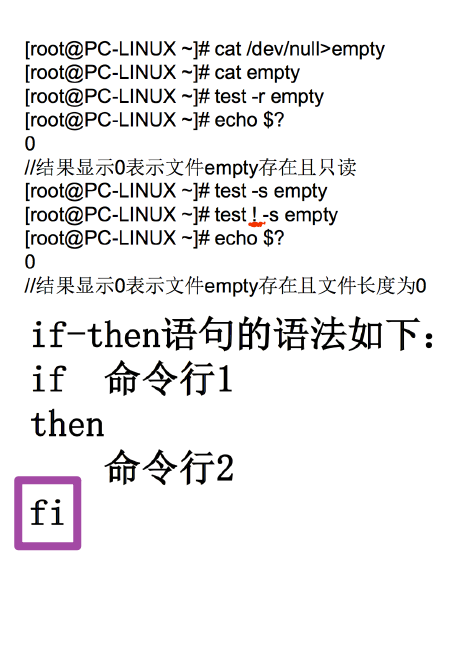 [root@PC-LINUX ~]# cat /dev/null>empty
[root@PC-LINUX ~]# cat empty
[root@PC-LINUX ~]# test -r empty
[root@PC-LINUX ~]# echo $?
0
//结果显示0表示文件empty存在且只读
[root@PC-LINUX ~]# test -s empty
[root@PC-LINUX ~]# test ! -s empty
[root@PC-LINUX ~]# echo $?
0
//结果显示0表示文件empty存在且文件长度为0
if-then语句的语法如下：
if 命令行1
then
命令行2
fi